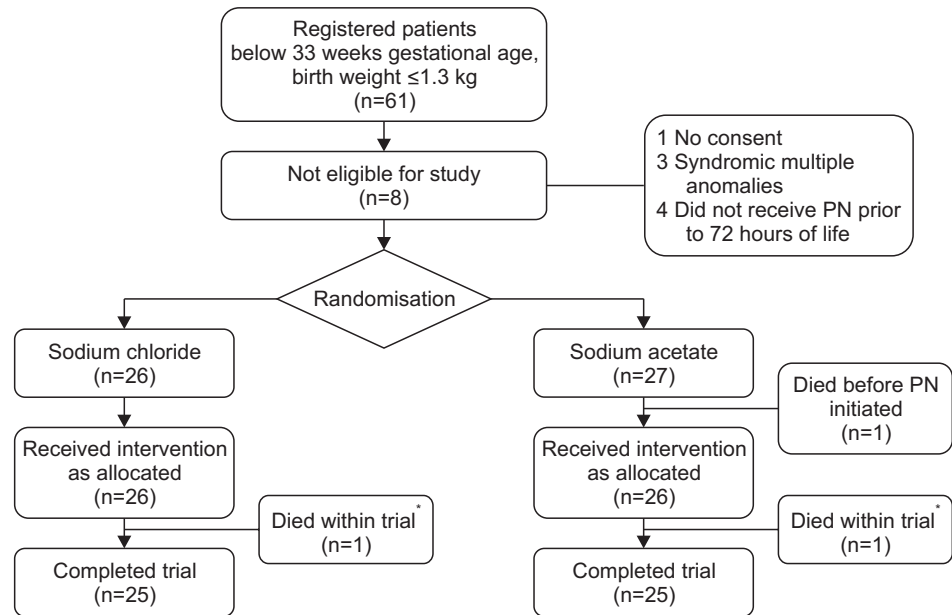 Registered patients
below 33 weeks gestational age,
birth weight ≤1.3 kg
(n=61)
Not eligible for study
(n=8)
1 No consent
3 Syndromic multiple
anomalies
4 Did not receive PN prior
to 72 hours of life
Randomisation
Sodium chloride
(n=26)
Sodium acetate
(n=27)
Died before PN
initiated
(n=1)
Received intervention
as allocated
(n=26)
Received intervention
as allocated
(n=26)
Died within trial*
(n=1)
Died within trial*
(n=1)
Completed trial
(n=25)
Completed trial
(n=25)